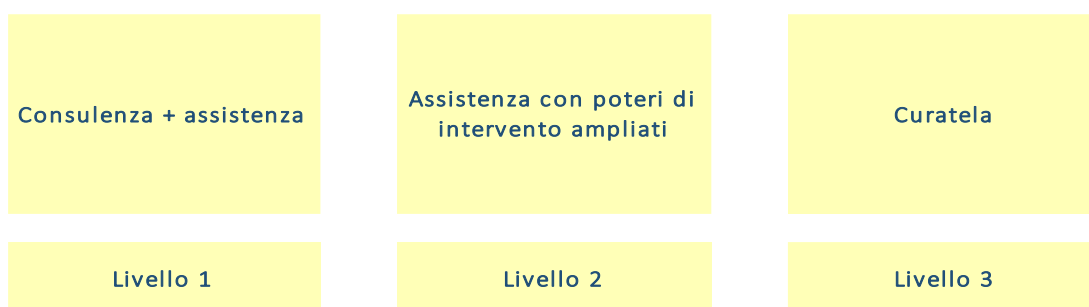 Consulenza + assistenza
Assistenza con poteri di
intervento ampliati
Curatela
Livello 1
Livello 2
Livello 3